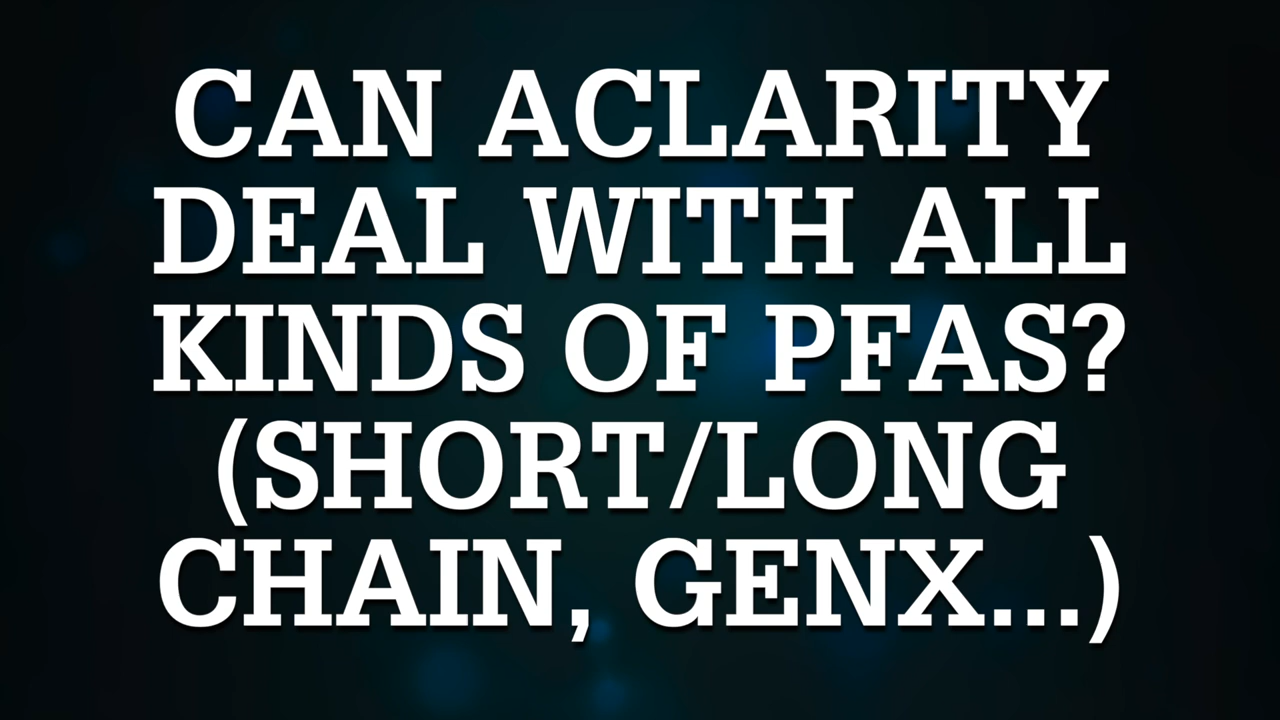 CAN ACLARITY
DEAL WITH ALL
KINDS OF PFAS?
(SHORT/LONG
CHAIN, GENX...)